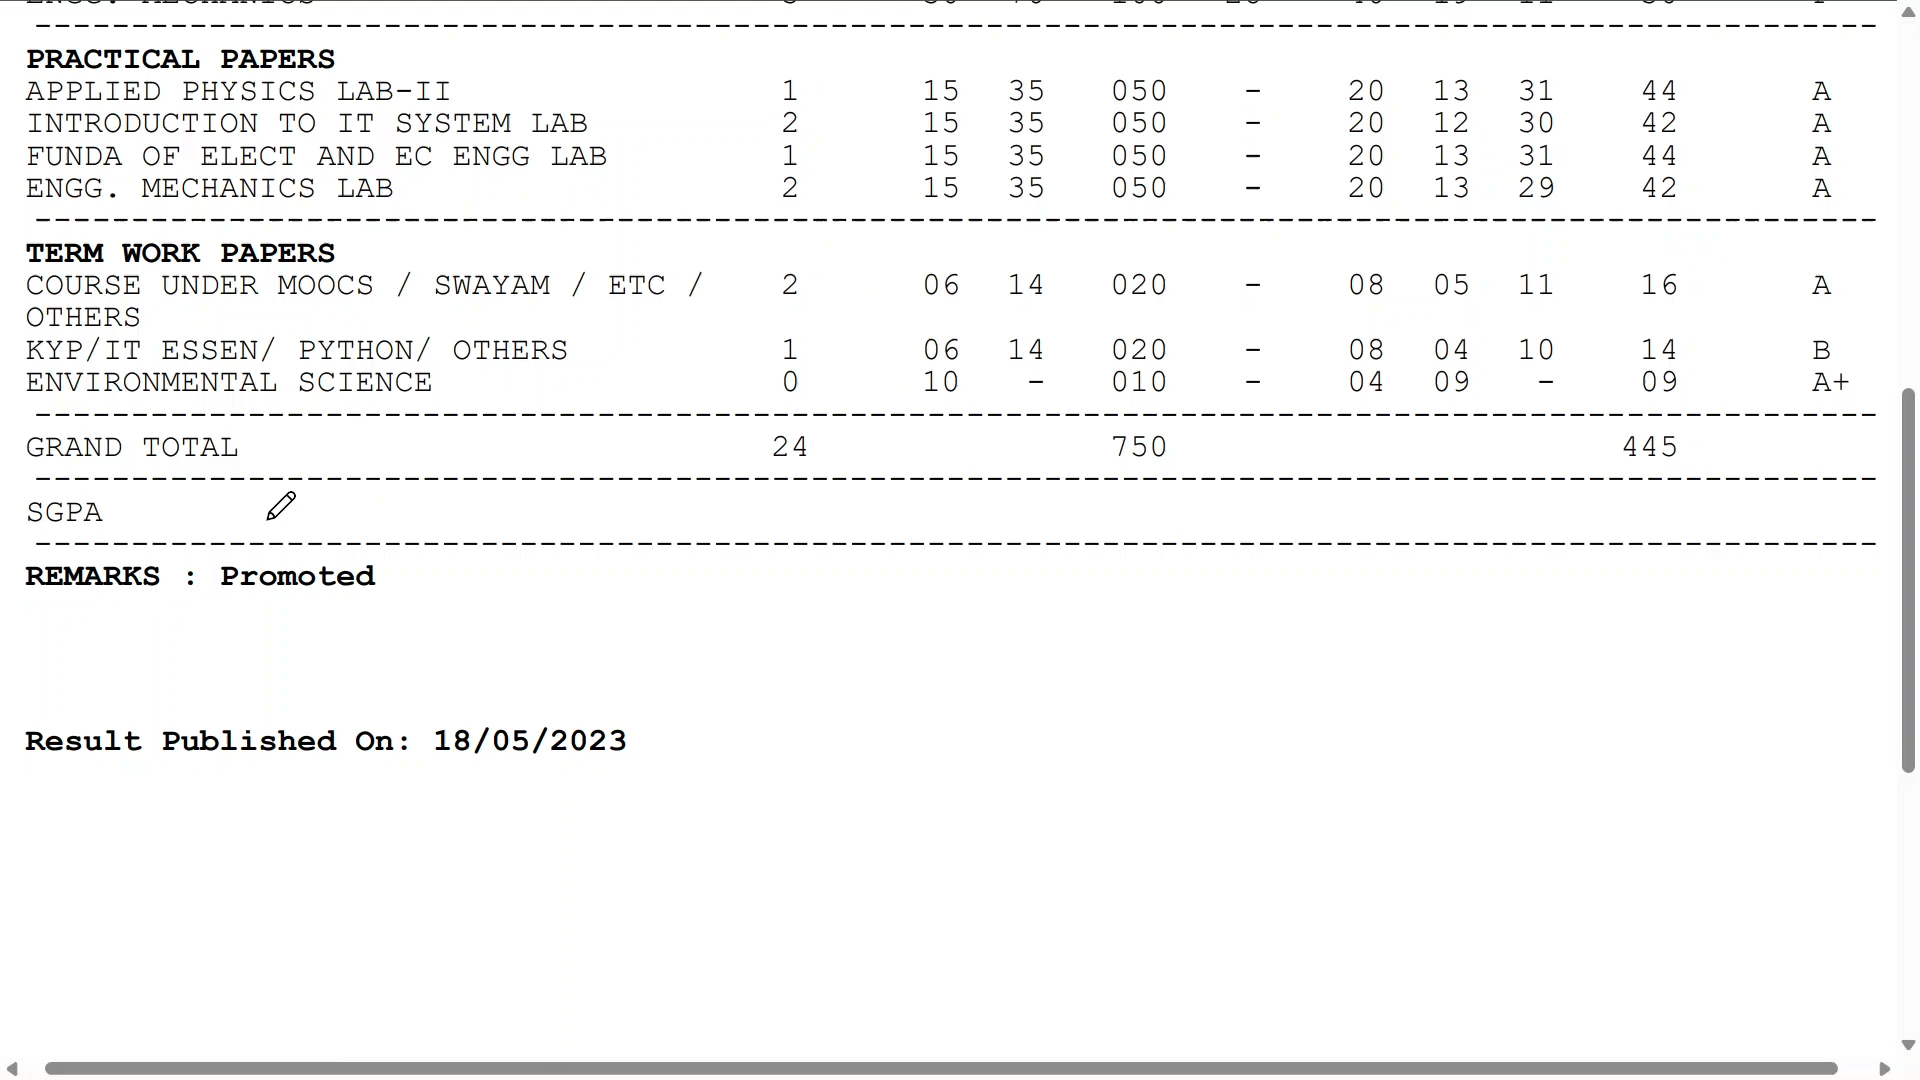 PRACTICAL PAPERS
APPLIED PHYSICS LAB-II 1 15 35 050 - 20 13 31 44 A
INTRODUCTION TO IT SYSTEM LAB 2 15 35 050 - 20 12 30 42 A
FUNDA OF ELECT AND EC ENGG LAB 1 15 35 050 - 20 13 31 44 A
ENGG. MECHANICS LAB 2 15 35 050 - 20 13 29 42 A
TERM WORK PAPERS
COURSE UNDER MOOCS / SWAYAM / ETC / 2 06 14 020 - 08 05 11 16 A
OTHERS
KYP/IT ESSEN/ PYTHON/ OTHERS 1 06 14 020 - 08 04 10 14 B
ENVIRONMENTAL SCIENCE 0 10 - 010 - 04 09 - 09 A+
GRAND TOTAL 24 750 445
SGPA
REMARKS : Promoted
Result Published On: 18/05/2023